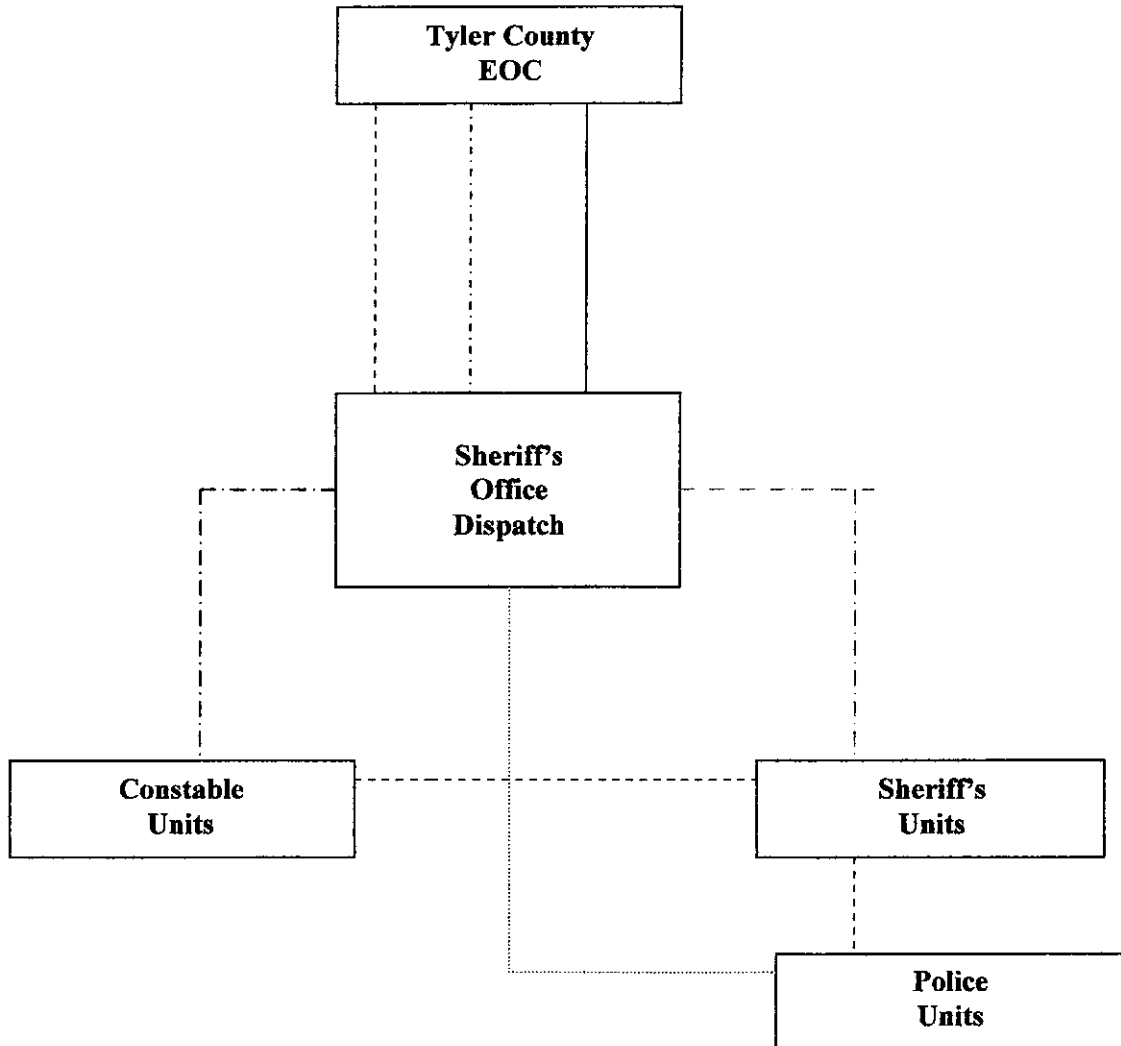 Tyler County
EOC
Sheriff's
Office
Dispatch
Constable
Units
Sheriff's
Units
Police
Units